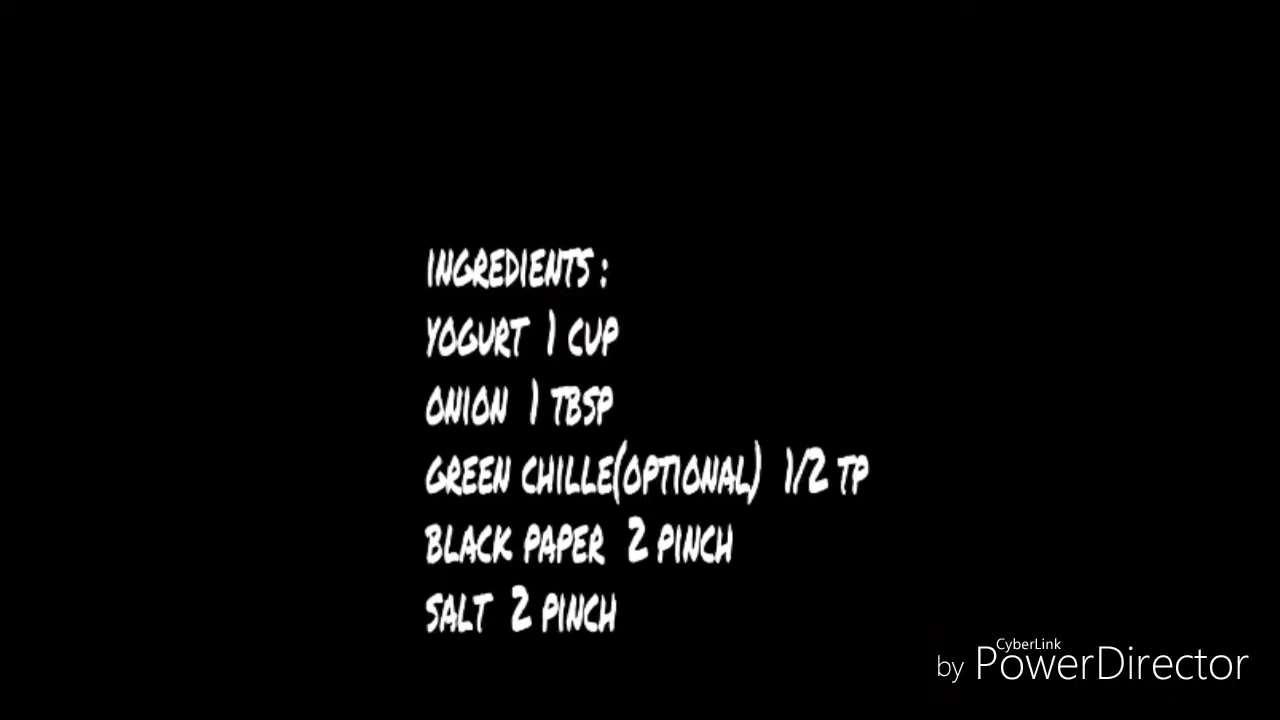 INGREDIENTS :
YOGURT 1 CUP
ONION 1 TBSP
GREEN CHILLE(OPTIONAL) 1/2 TP
BLACK PAPER 2 PINCH
SALT 2 PINCH
CyberLink
by PowerDirector